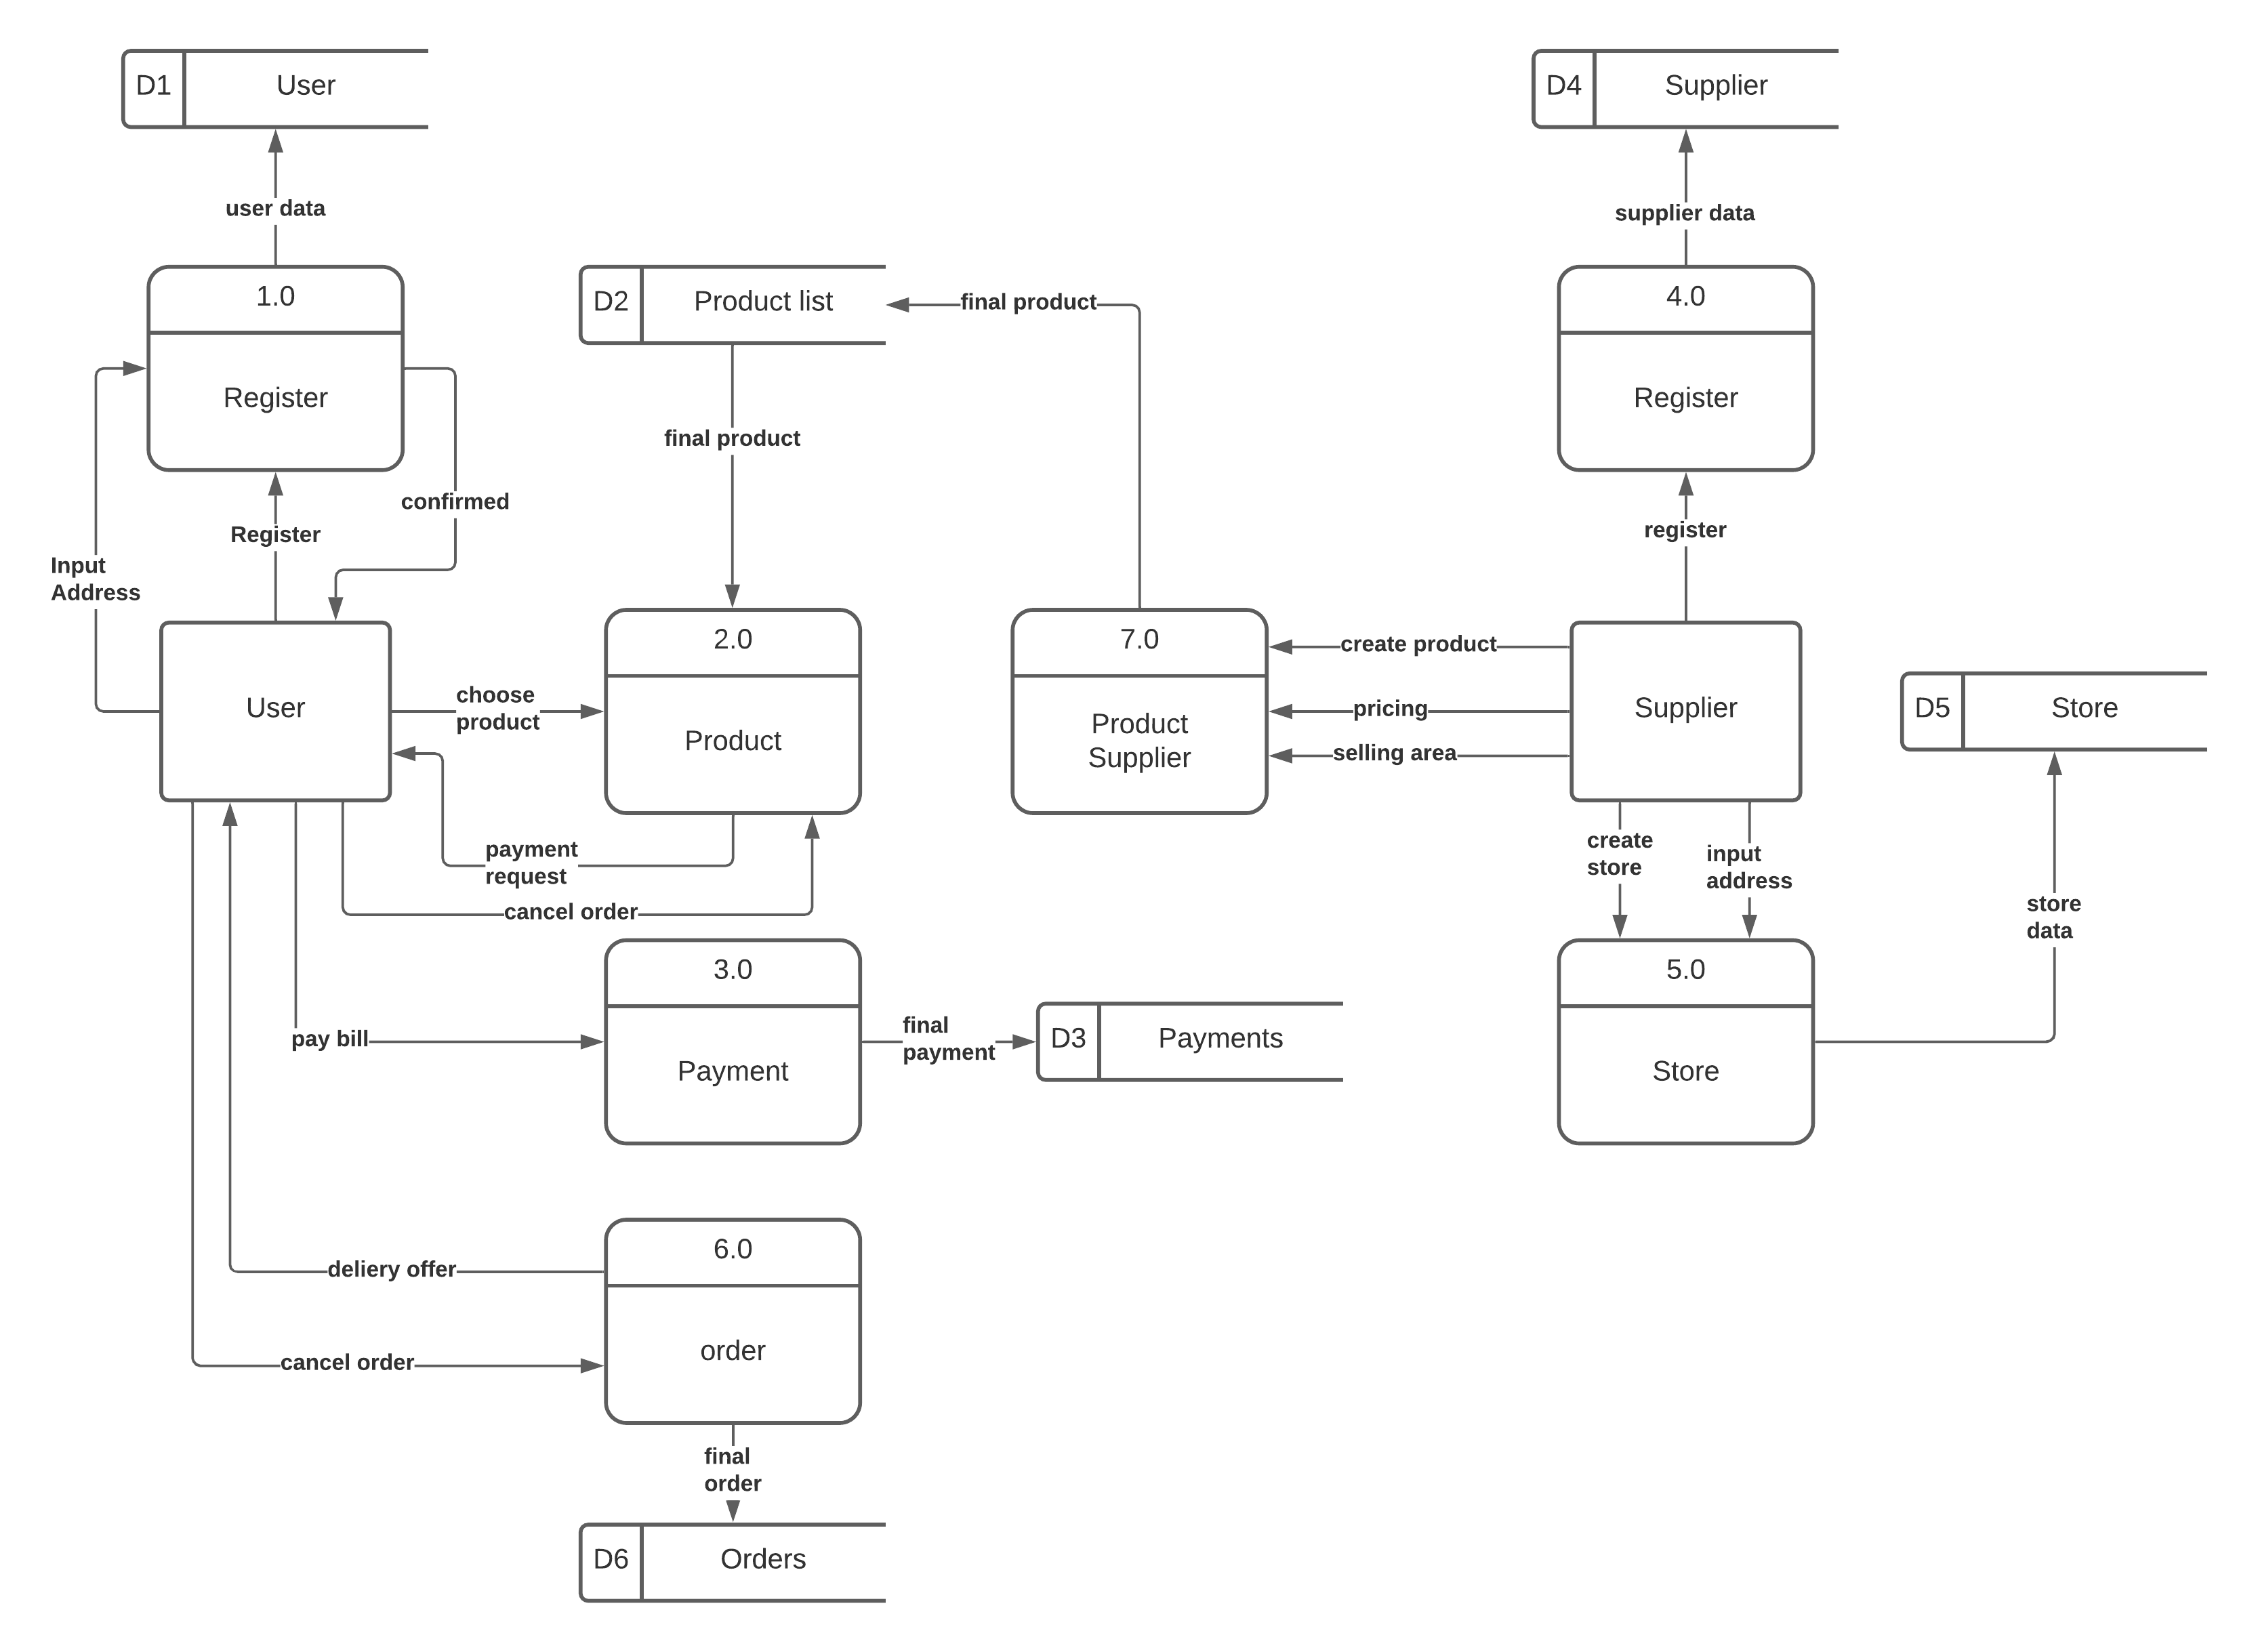 D1
User
D4
Supplier
user data
supplier data
1.0
Register
D2
Product list
final product
4.0
Register
final product
confirmed
Register
register
Input
Address
User
choose
product
2.0
Product
7.0
Product
Supplier
create product
pricing
selling area
Supplier
D5
Store
payment
request
cancel order
create
store
input
address
store
data
pay bill
3.0
Payment
final
payment
D3
Payments
5.0
Store
deliery offer
cancel order
6.0
order
final
order
D6
Orders